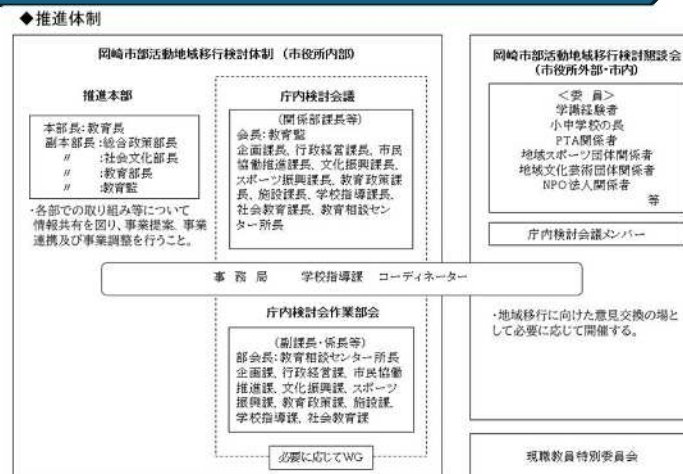 ◆推進体制
岡崎市部活動地域移行検討体制（市役所内部）
推進本部
本部長：教育長
副本部長：総合政策部長
〃　：社会文化部長
〃　：教育部長
〃　：教育監
・各部での取り組み等について
情報共有を図り、事業提案、事業
連携及び事業調整を行うこと。
庁内検討会議
（関係部課長等）
会長：教育監
企画課長、行政経営課長、市民
協働推進課長、文化振興課長、
スポーツ振興課長、教育政策課
長、施設課長、学校指導課長、
社会教育課長、教育相談セン
ター所長
事 務 局　学校指導課　コーディネーター
庁内検討会作業部会
（副課長・係長等）
部会長：教育相談センター所長
企画課、行政経営課、市民協働
推進課、文化振興課、スポーツ
振興課、教育政策課、施設課、
学校指導課、社会教育課
必要に応じてWG
岡崎市部活動地域移行検討懇談会
（市役所外部・市内）
＜委 員＞
学識経験者
小中学校の長
PTA関係者
地域スポーツ団体関係者
地域文化芸術団体関係者
NPO法人関係者
等
庁内検討会議メンバー
・地域移行に向けた意見交換の場と
して必要に応じて開催する。
現職教員特別委員会